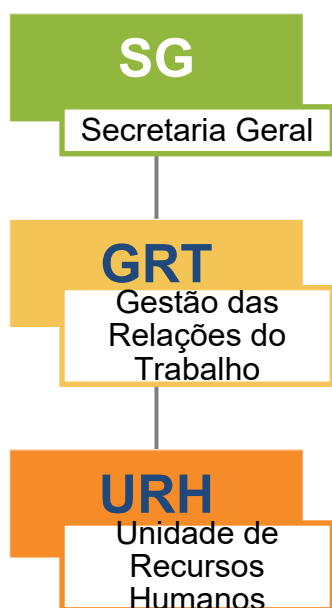 SG
Secretaria Geral
GRT
Gestão das
Relações do
Trabalho
URH
Unidade de
Recursos
Humanos